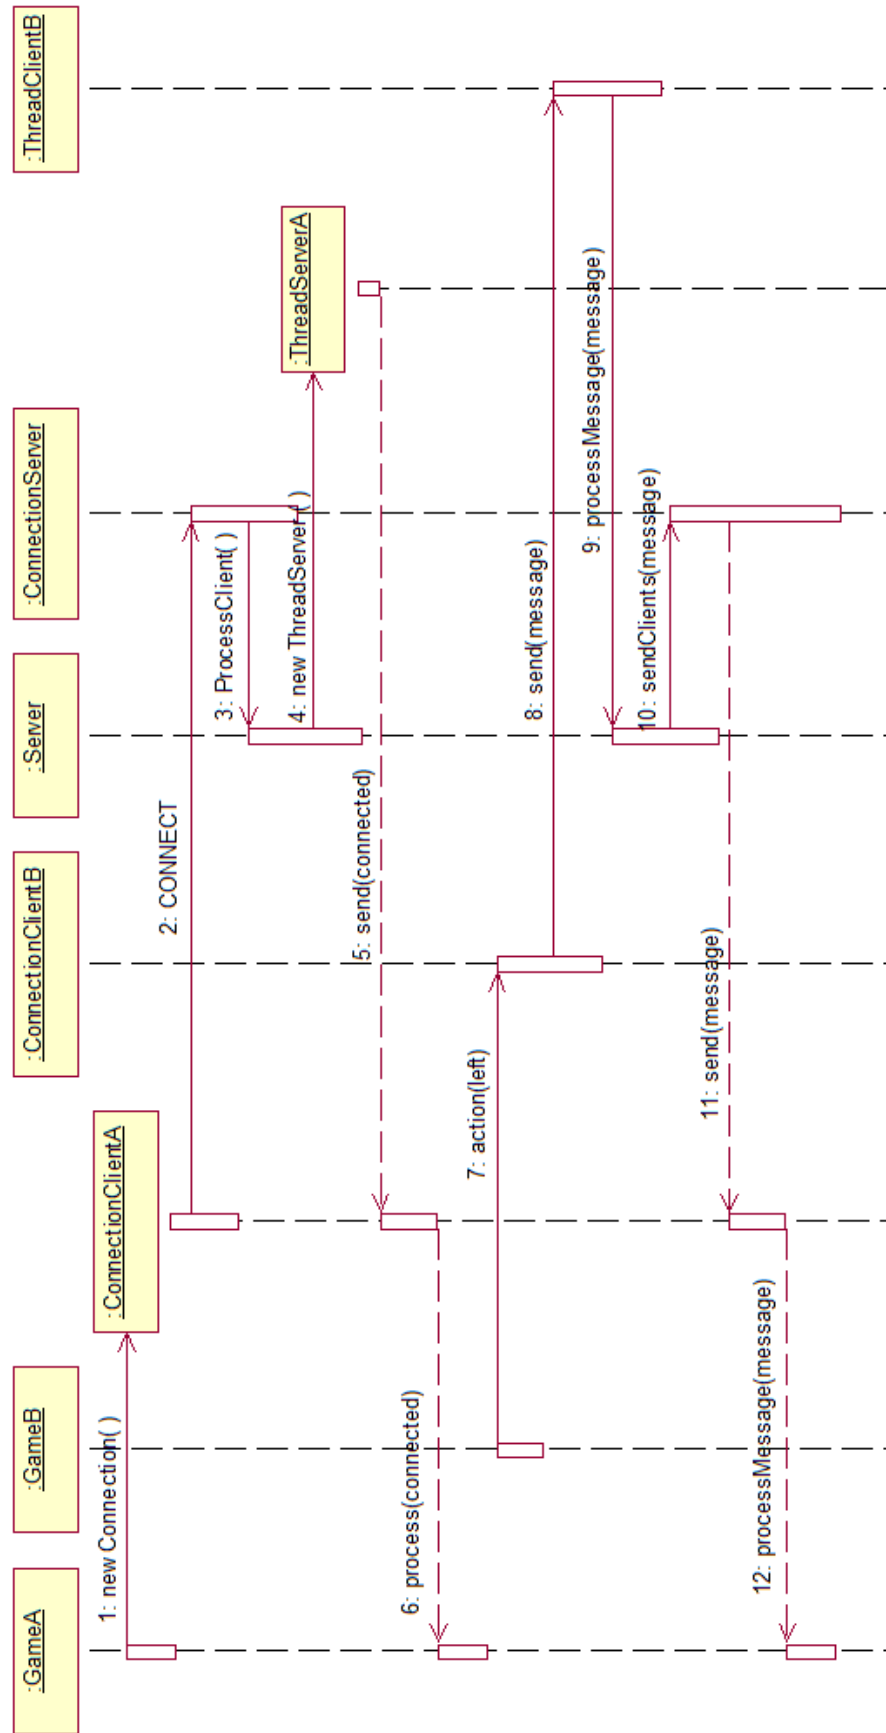 :GameA
:GameB
:ConnectionClientA
:ConnectionClientB
:Server
:ConnectionServer
:ThreadServerA
:ThreadClientB
1: new Connection( )
2: CONNECT
3: ProcessClient( )
4: new ThreadServer ( )
5: send(connected)
6: process(connected)
7: action(left)
8: send(message)
9: processMessage(message)
10: sendClients(message)
11: send(message)
12: processMessage(message)